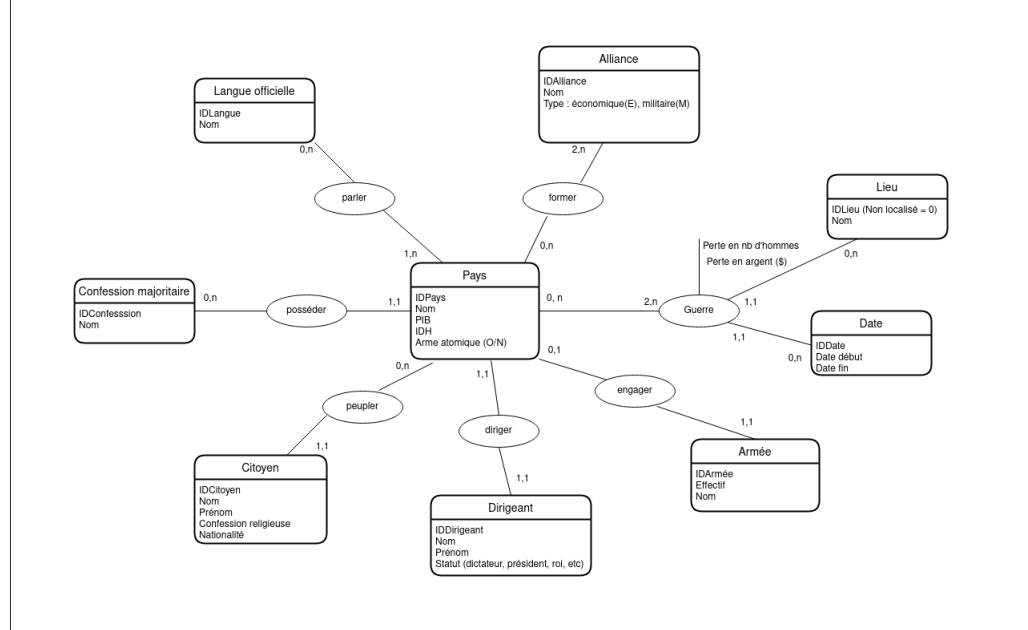 Alliance
IDAlliance
Nom
Type : économique(E), militaire(M)
2,n
Langue officielle
IDLangue
Nom
0,n
parler
1,n
former
0,n
Lieu
IDLieu (Non localisé = 0)
Nom
0,n
Perte en nb d'hommes
Perte en argent ($)
Confession majoritaire
IDConfesssion
Nom
0,n
posséder
1,1
Pays
IDPays
Nom
PIB
IDH
Arme atomique (O/N)
0, n
2,n
Guerre
1,1
1,1
Date
IDDate
Date début
Date fin
0,n
0,n
peupler
1,1
1,1
diriger
1,1
0,1
engager
1,1
Citoyen
IDCitoyen
Nom
Prénom
Confession religieuse
Nationalité
Dirigeant
IDDirigeant
Nom
Prénom
Statut (dictateur, président, roi, etc)
Armée
IDArmée
Effectif
Nom